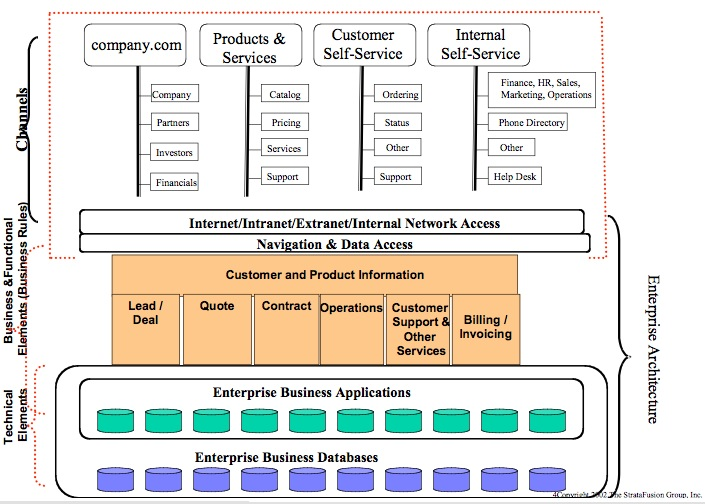 company.com
Products &
Services
Customer
Self-Service
Internal
Self-Service
Company
Partners
Investors
Financials
Catalog
Pricing
Services
Support
Ordering
Status
Other
Support
Finance, HR, Sales,
Marketing, Operations
Phone Directory
Other
Help Desk
Channels
Internet/Intranet/Extranet/Internal Network Access
Navigation & Data Access
Business &Functional
Elements (Business Rules)
Customer and Product Information
Lead /
Deal
Quote
Contract
Operations
Customer
Support &
Other
Services
Billing /
Invoicing
Enterprise Architecture
Technical
Elements
Enterprise Business Applications
Enterprise Business Databases
4Copyright 2002 The StrataFusion Group, Inc.